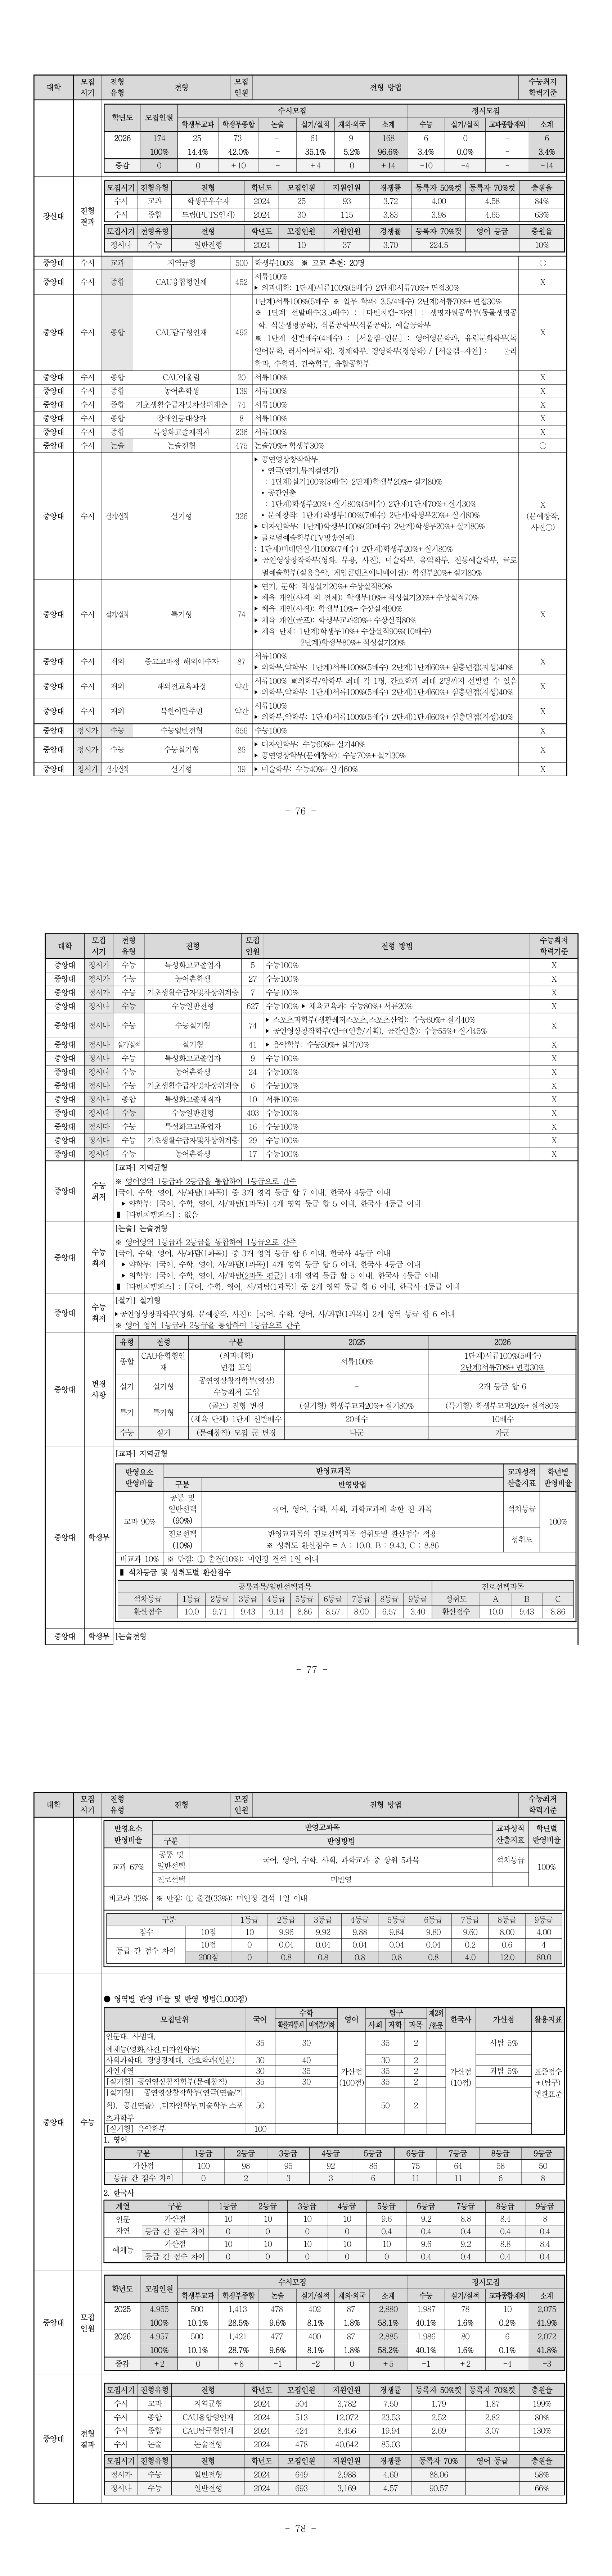 대학 모집시기 전형유형 전형 모집인원 전형 방법 수능최저학력기준
학년도 모집인원 수시모집 정시모집
학생부교과 학생부종합 논술 실기/실적 재외·외국 소계 수능 실기/실적 교과종합재외 소계
2026 174 25 73 - 61 9 168 6 0 - 6
100% 14.4% 42.0% - 35.1% 5.2% 96.6% 3.4% 0.0% - 3.4%
증감 0 0 +10 - +4 0 +14 -10 -4 - -14
장신대 전형결과
모집시기 전형유형 전형 학년도 모집인원 지원인원 경쟁률 등록자 50%컷 등록자 70%컷 충원율
수시 교과 학생부우수자 2024 25 93 3.72 4.00 4.58 84%
수시 종합 드림(PUTS인재) 2024 30 115 3.83 3.98 4.65 63%
모집시기 전형유형 전형 학년도 모집인원 지원인원 경쟁률 등록자 70%컷 영어 등급 충원율
정시나 수능 일반전형 2024 10 37 3.70 224.5 10%
중앙대 수시 교과 지역균형 500 학생부100% ※ 고교 추천: 20명 ○
중앙대 수시 종합 CAU융합형인재 452 서류100%
▶ 의과대학: 1단계)서류100%(5배수) 2단계)서류70%+면접30% X
중앙대 수시 종합 CAU탐구형인재 492 1단계)서류100%(5배수 ※ 일부 학과: 3.5/4배수) 2단계)서류70%+면접30%
※ 1단계 선발배수(3.5배수) : [다빈치캠-자연] : 생명자원공학부(동물생명공
학, 식물생명공학), 식품공학부(식품공학), 예술공학부
※ 1단계 선발배수(4배수) : [서울캠-인문] : 영어영문학과, 유럽문화학부(독
일어문학, 러시아어문학), 경제학부, 경영학부(경영학) / [서울캠-자연] : 물리
학과, 수학과, 건축학부, 융합공학부 X
중앙대 수시 종합 CAU어울림 20 서류100% X
중앙대 수시 종합 농어촌학생 139 서류100% X
중앙대 수시 종합 기초생활수급자및차상위계층 74 서류100% X
중앙대 수시 종합 장애인등대상자 8 서류100% X
중앙대 수시 종합 특성화고졸재직자 236 서류100% X
중앙대 수시 논술 논술전형 475 논술70%+학생부30% ○
중앙대 수시 실기/실적 실기형 326 ▶ 공연영상창작학부
• 연극(연기,뮤지컬연기)
: 1단계)실기100%(8배수) 2단계)학생부20%+실기80%
• 공간연출
: 1단계)학생부20%+실기80%(5배수) 2단계)1단계70%+실기30%
• 문예창작: 1단계)학생부100%(7배수) 2단계)학생부20%+실기80%
▶ 디자인학부: 1단계)학생부100%(20배수) 2단계)학생부20%+실기80%
▶ 글로벌예술학부(TV방송연예)
: 1단계)비대면실기100%(7배수) 2단계)학생부20%+실기80%
▶ 공연영상창작학부(영화, 무용, 사진), 미술학부, 음악학부, 전통예술학부, 글로
벌예술학부(실용음악, 게임콘텐츠애니메이션): 학생부20%+실기80%
X
(문예창작,
사진○)
중앙대 수시 실기/실적 특기형 74 ▶ 연기, 문학: 적성실기20%+수상실적80%
▶ 체육 개인(사격 외 전체): 학생부10%+적성실기20%+수상실적70%
▶ 체육 개인(사격): 학생부10%+수상실적90%
▶ 체육 개인(골프): 학생부교과20%+수상실적80%
▶ 체육 단체: 1단계)학생부10%+수상실적90%(10배수)
2단계)학생부80%+적성실기20% X
중앙대 수시 재외 중고교과정 해외이수자 87 서류100%
▶ 의학부,약학부: 1단계)서류100%(5배수) 2단계)1단계60%+심층면접(지성)40% X
중앙대 수시 재외 해외전교육과정 약간 서류100% ※의학부/약학부 최대 각 1명, 간호학과 최대 2명까지 선발할 수 있음
▶ 의학부,약학부: 1단계)서류100%(5배수) 2단계)1단계60%+심층면접(지성)40% X
중앙대 수시 재외 북한이탈주민 약간 서류100%
▶ 의학부,약학부: 1단계)서류100%(5배수) 2단계)1단계60%+심층면접(지성)40% X
중앙대 정시가 수능 수능일반전형 656 수능100% X
중앙대 정시가 수능 수능실기형 86 ▶ 디자인학부: 수능60%+실기40%
▶ 공연영상학부(문예창작): 수능70%+실기30% X
중앙대 정시가 실기/실적 실기형 39 ▶ 미술학부: 수능40%+실기60% X
- 76 -
대학 모집시기 전형유형 전형 모집인원 전형 방법 수능최저학력기준
중앙대 정시가 수능 특성화고교졸업자 5 수능100% X
중앙대 정시가 수능 농어촌학생 27 수능100% X
중앙대 정시가 수능 기초생활수급자및차상위계층 7 수능100% X
중앙대 정시나 수능 수능일반전형 627 수능100% ▶ 체육교육과: 수능80%+서류20% X
중앙대 정시나 수능 수능실기형 74 ▶ 스포츠과학부(생활레저스포츠,스포츠산업): 수능60%+실기40%
▶ 공연영상창작학부(연극(연출/기획), 공간연출): 수능55%+실기45% X
중앙대 정시나 실기/실적 실기형 41 ▶ 음악학부: 수능30%+실기70% X
중앙대 정시나 수능 특성화고교졸업자 9 수능100% X
중앙대 정시나 수능 농어촌학생 24 수능100% X
중앙대 정시나 수능 기초생활수급자및차상위계층 6 수능100% X
중앙대 정시나 종합 특성화고졸재직자 10 서류100% X
중앙대 정시다 수능 수능일반전형 403 수능100% X
중앙대 정시다 수능 특성화고교졸업자 16 수능100% X
중앙대 정시다 수능 기초생활수급자및차상위계층 29 수능100% X
중앙대 정시다 수능 농어촌학생 17 수능100% X
중앙대 수능최저
[교과] 지역균형
※ 영어영역 1등급과 2등급을 통합하여 1등급으로 간주
[국어, 수학, 영어, 사/과탐(1과목)] 중 3개 영역 등급 합 7 이내, 한국사 4등급 이내
▶ 약학부: [국어, 수학, 영어, 사/과탐(1과목)] 4개 영역 등급 합 5 이내, 한국사 4등급 이내
▮ [다빈치캠퍼스] : 없음
중앙대 수능최저
[논술] 논술전형
※ 영어영역 1등급과 2등급을 통합하여 1등급으로 간주
[국어, 수학, 영어, 사/과탐(1과목)] 중 3개 영역 등급 합 6 이내, 한국사 4등급 이내
▶ 약학부: [국어, 수학, 영어, 사/과탐(1과목)] 4개 영역 등급 합 5 이내, 한국사 4등급 이내
▶ 의학부: [국어, 수학, 영어, 사/과탐(2과목 평균)] 4개 영역 등급 합 5 이내, 한국사 4등급 이내
▮ [다빈치캠퍼스] : [국어, 수학, 영어, 사/과탐(1과목)] 중 2개 영역 등급 합 6 이내, 한국사 4등급 이내
중앙대 수능최저
[실기] 실기형
▶공연영상창작학부(영화, 문예창작, 사진): [국어, 수학, 영어, 사/과탐(1과목)] 2개 영역 등급 합 6 이내
※ 영어 영역 1등급과 2등급을 통합하여 1등급으로 간주
중앙대 변경사항
유형 전형 구분 2025 2026
종합 CAU융합형인재 (의과대학) 면접 도입 서류100% 1단계)서류100%(5배수)
2단계)서류70%+면접30%
실기 실기형 공연영상창작학부(영상) 수능최저 도입 - 2개 등급 합 6
특기 특기형 (골프) 전형 변경 (실기형) 학생부교과20%+실기80% (특기형) 학생부교과20%+실적80%
(체육 단체) 1단계 선발배수 20배수 10배수
수능 실기 (문예창작) 모집 군 변경 나군 가군
중앙대 학생부
[교과] 지역균형
반영요소 반영비율 반영교과목 교과성적 산출지표 학년별 반영비율
구분 반영방법
교과 90% 공통 및 일반선택 (90%) 국어, 영어, 수학, 사회, 과학교과에 속한 전 과목 석차등급 100%
진로선택 (10%) 반영교과목의 진로선택과목 성취도별 환산점수 적용
※ 성취도 환산점수 = A : 10.0, B : 9.43, C : 8.86 성취도
비교과 10% ※ 만점: ① 출결(10%): 미인정 결석 1일 이내
▮ 석차등급 및 성취도별 환산점수
공통과목/일반선택과목 진로선택과목
석차등급 1등급 2등급 3등급 4등급 5등급 6등급 7등급 8등급 9등급 성취도 A B C
환산점수 10.0 9.71 9.43 9.14 8.86 8.57 8.00 6.57 3.40 환산점수 10.0 9.43 8.86
중앙대 학생부 [논술전형
- 77 -
대학 모집시기 전형유형 전형 모집인원 전형 방법 수능최저학력기준
반영요소 반영비율 반영교과목 교과성적 산출지표 학년별 반영비율
구분 반영방법
교과 67% 공통 및 일반선택 국어, 영어, 수학, 사회, 과학교과 중 상위 5과목 석차등급 100%
진로선택 미반영
비교과 33% ※ 만점: ① 출결(33%): 미인정 결석 1일 이내
구분 1등급 2등급 3등급 4등급 5등급 6등급 7등급 8등급 9등급
점수 10점 10 9.96 9.92 9.88 9.84 9.80 9.60 8.00 4.00
등급 간 점수 차이 10점 0 0.04 0.04 0.04 0.04 0.04 0.2 0.6 4
200점 0 0.8 0.8 0.8 0.8 0.8 4.0 12.0 80.0
중앙대 수능
● 영역별 반영 비율 및 반영 방법(1,000점)
모집단위 국어 수학 영어 탐구 제2외/한문 한국사 가산점 활용지표
확률과통계 미적분/기하 사회 과학 과목
인문대, 사범대,
예체능(영화,사진,디자인학부) 35 30 가산점(100점) 35 2 가산점(10점) 사탐 5% 표준점수+(탐구)변환표준
사회과학대, 경영경제대, 간호학과(인문) 30 40 30 2
자연계열 30 35 35 2 과탐 5%
[실기형] 공연영상창작학부(문예창작) 35 30 35 2
[실기형] 공연영상창작학부(연극(연출/기
획), 공간연출) ,디자인학부,미술학부,스포
츠과학부 50 50 2
[실기형] 음악학부 100
1. 영어
구분 1등급 2등급 3등급 4등급 5등급 6등급 7등급 8등급 9등급
가산점 100 98 95 92 86 75 64 58 50
등급 간 점수 차이 0 2 3 3 6 11 11 6 8
2. 한국사
계열 구분 1등급 2등급 3등급 4등급 5등급 6등급 7등급 8등급 9등급
인문 자연 가산점 10 10 10 10 9.6 9.2 8.8 8.4 8
등급 간 점수 차이 0 0 0 0 0.4 0.4 0.4 0.4 0.4
예체능 가산점 10 10 10 10 10 9.6 9.2 8.8 8.4
등급 간 점수 차이 0 0 0 0 0 0.4 0.4 0.4 0.4
중앙대 모집인원
학년도 모집인원 수시모집 정시모집
학생부교과 학생부종합 논술 실기/실적 재외·외국 소계 수능 실기/실적 교과종합재외 소계
2025 4,955 500 1,413 478 402 87 2,880 1,987 78 10 2,075
100% 10.1% 28.5% 9.6% 8.1% 1.8% 58.1% 40.1% 1.6% 0.2% 41.9%
2026 4,957 500 1,421 477 400 87 2,885 1,986 80 6 2,072
100% 10.1% 28.7% 9.6% 8.1% 1.8% 58.2% 40.1% 1.6% 0.1% 41.8%
증감 +2 0 +8 -1 -2 0 +5 -1 +2 -4 -3
중앙대 전형결과
모집시기 전형유형 전형 학년도 모집인원 지원인원 경쟁률 등록자 50%컷 등록자 70%컷 충원율
수시 교과 지역균형 2024 504 3,782 7.50 1.79 1.87 199%
수시 종합 CAU융합형인재 2024 513 12,072 23.53 2.52 2.82 80%
수시 종합 CAU탐구형인재 2024 424 8,456 19.94 2.69 3.07 130%
수시 논술 논술전형 2024 478 40,642 85.03
모집시기 전형유형 전형 학년도 모집인원 지원인원 경쟁률 등록자 70% 영어 등급 충원율
정시가 수능 일반전형 2024 649 2,988 4.60 88.06 58%
정시나 수능 일반전형 2024 693 3,169 4.57 90.57 66%
- 78 -